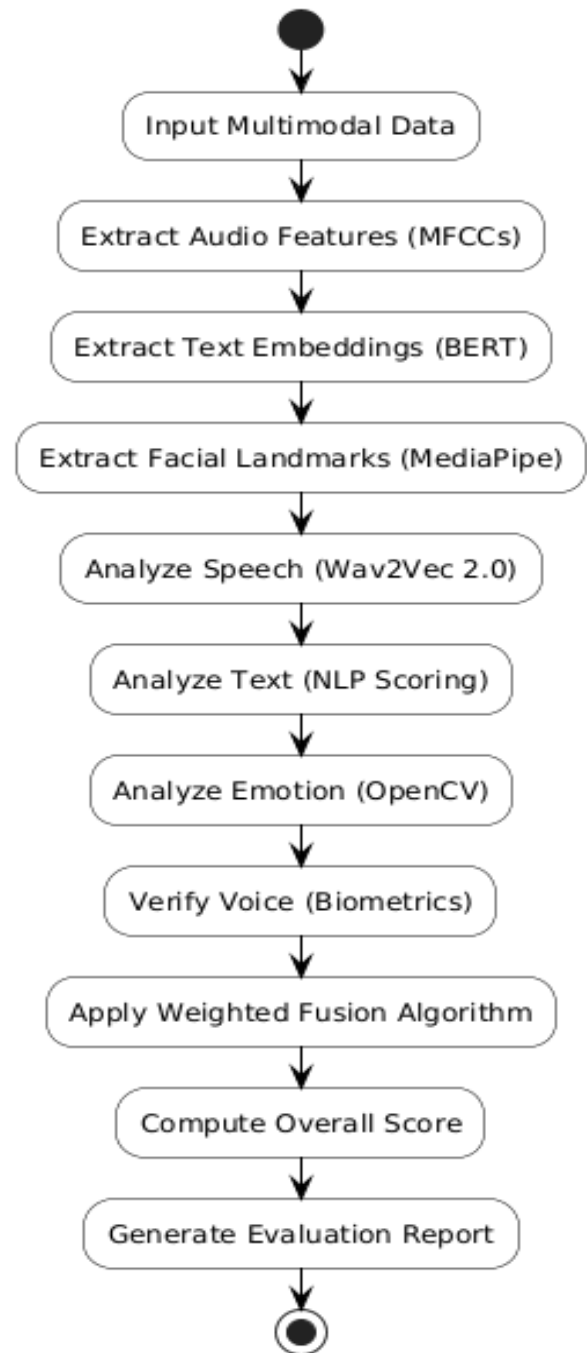 Input Multimodal Data
Extract Audio Features (MFCCs)
Extract Text Embeddings (BERT)
Extract Facial Landmarks (MediaPipe)
Analyze Speech (Wav2Vec 2.0)
Analyze Text (NLP Scoring)
Analyze Emotion (OpenCV)
Verify Voice (Biometrics)
Apply Weighted Fusion Algorithm
Compute Overall Score
Generate Evaluation Report